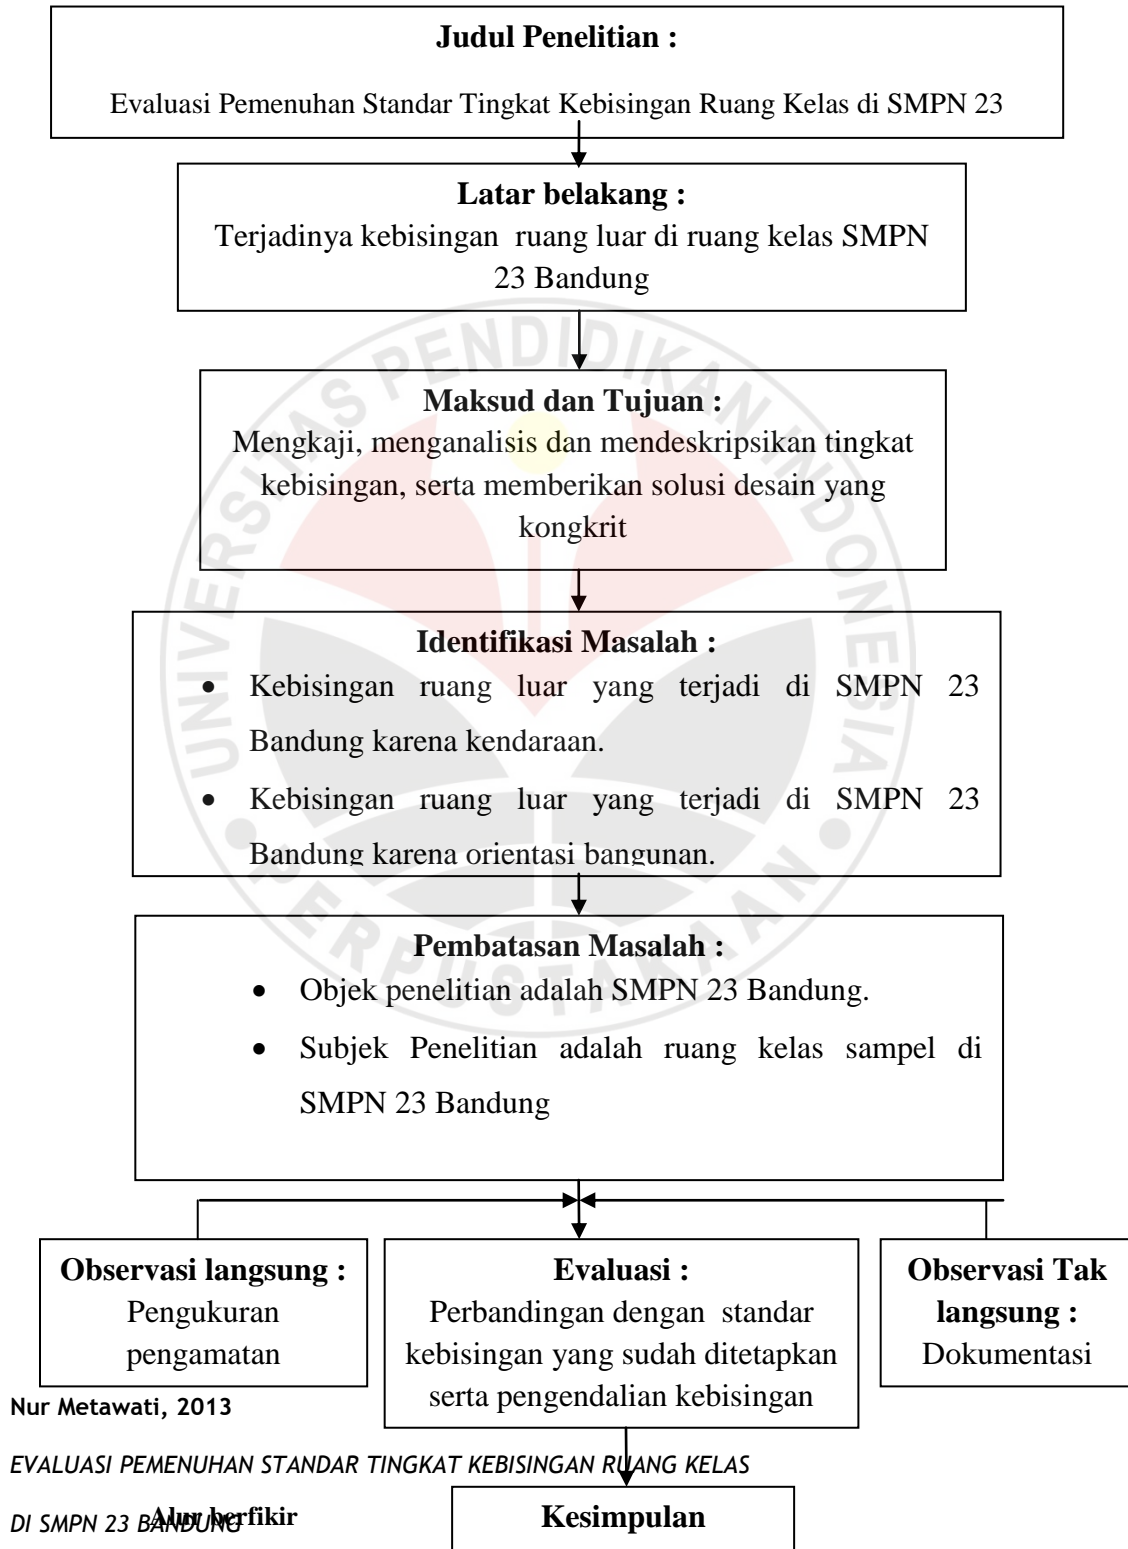 Judul Penelitian :
Evaluasi Pemenuhan Standar Tingkat Kebisingan Ruang Kelas di SMPN 23
Latar belakang :
Terjadinya kebisingan ruang luar di ruang kelas SMPN
23 Bandung
Maksud dan Tujuan :
Mengkaji, menganalisis dan mendeskripsikan tingkat
kebisingan, serta memberikan solusi desain yang
kongkrit
Identifikasi Masalah :
• Kebisingan ruang luar yang terjadi di SMPN 23
Bandung karena kendaraan.
• Kebisingan ruang luar yang terjadi di SMPN 23
Bandung karena orientasi bangunan.
Pembatasan Masalah :
• Objek penelitian adalah SMPN 23 Bandung.
• Subjek Penelitian adalah ruang kelas sampel di
SMPN 23 Bandung
Observasi langsung :
Pengukuran
pengamatan
Evaluasi :
Perbandingan dengan standar
kebisingan yang sudah ditetapkan
serta pengendalian kebisingan
Observasi Tak
langsung :
Dokumentasi
Nur Metawati, 2013
EVALUASI PEMENUHAN STANDAR TINGKAT KEBISINGAN RUANG KELAS
DI SMPN 23 BANDUNG
Alur berfikir
Kesimpulan
UNIVERSITAS PENDIDIKAN INDONESIA
PERPUSTAKAAN